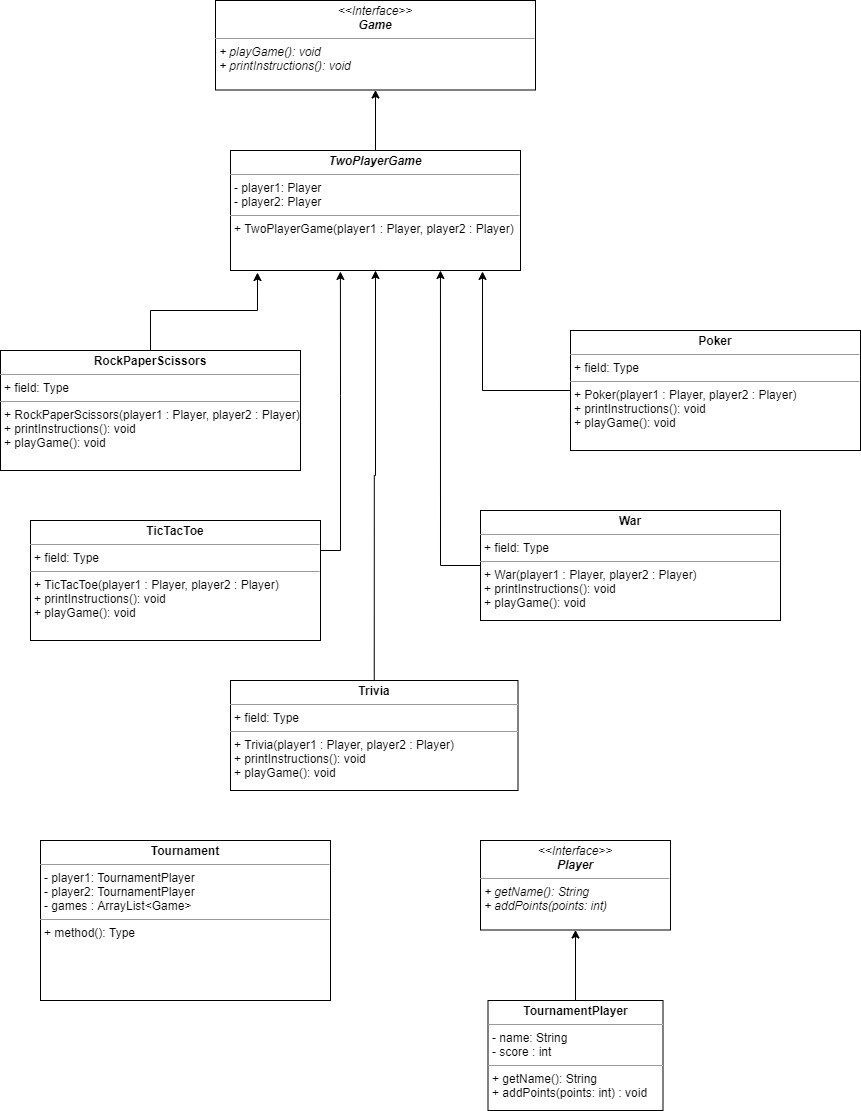 <<Interface>>
Game
+ playGame(): void
+ printInstructions(): void
TwoPlayerGame
- player1: Player
- player2: Player
+ TwoPlayerGame(player1 : Player, player2 : Player)
RockPaperScissors
+ field: Type
+ RockPaperScissors(player1 : Player, player2 : Player)
+ printInstructions(): void
+ playGame(): void
Poker
+ field: Type
+ Poker(player1 : Player, player2 : Player)
+ printInstructions(): void
+ playGame(): void
TicTacToe
+ field: Type
+ TicTacToe(player1 : Player, player2 : Player)
+ printInstructions(): void
+ playGame(): void
War
+ field: Type
+ War(player1 : Player, player2 : Player)
+ printInstructions(): void
+ playGame(): void
Trivia
+ field: Type
+ Trivia(player1 : Player, player2 : Player)
+ printInstructions(): void
+ playGame(): void
Tournament
- player1: TournamentPlayer
- player2: TournamentPlayer
- games : ArrayList<Game>
+ method(): Type
<<Interface>>
Player
+ getName(): String
+ addPoints(points: int)
TournamentPlayer
- name: String
- score : int
+ getName(): String
+ addPoints(points: int) : void